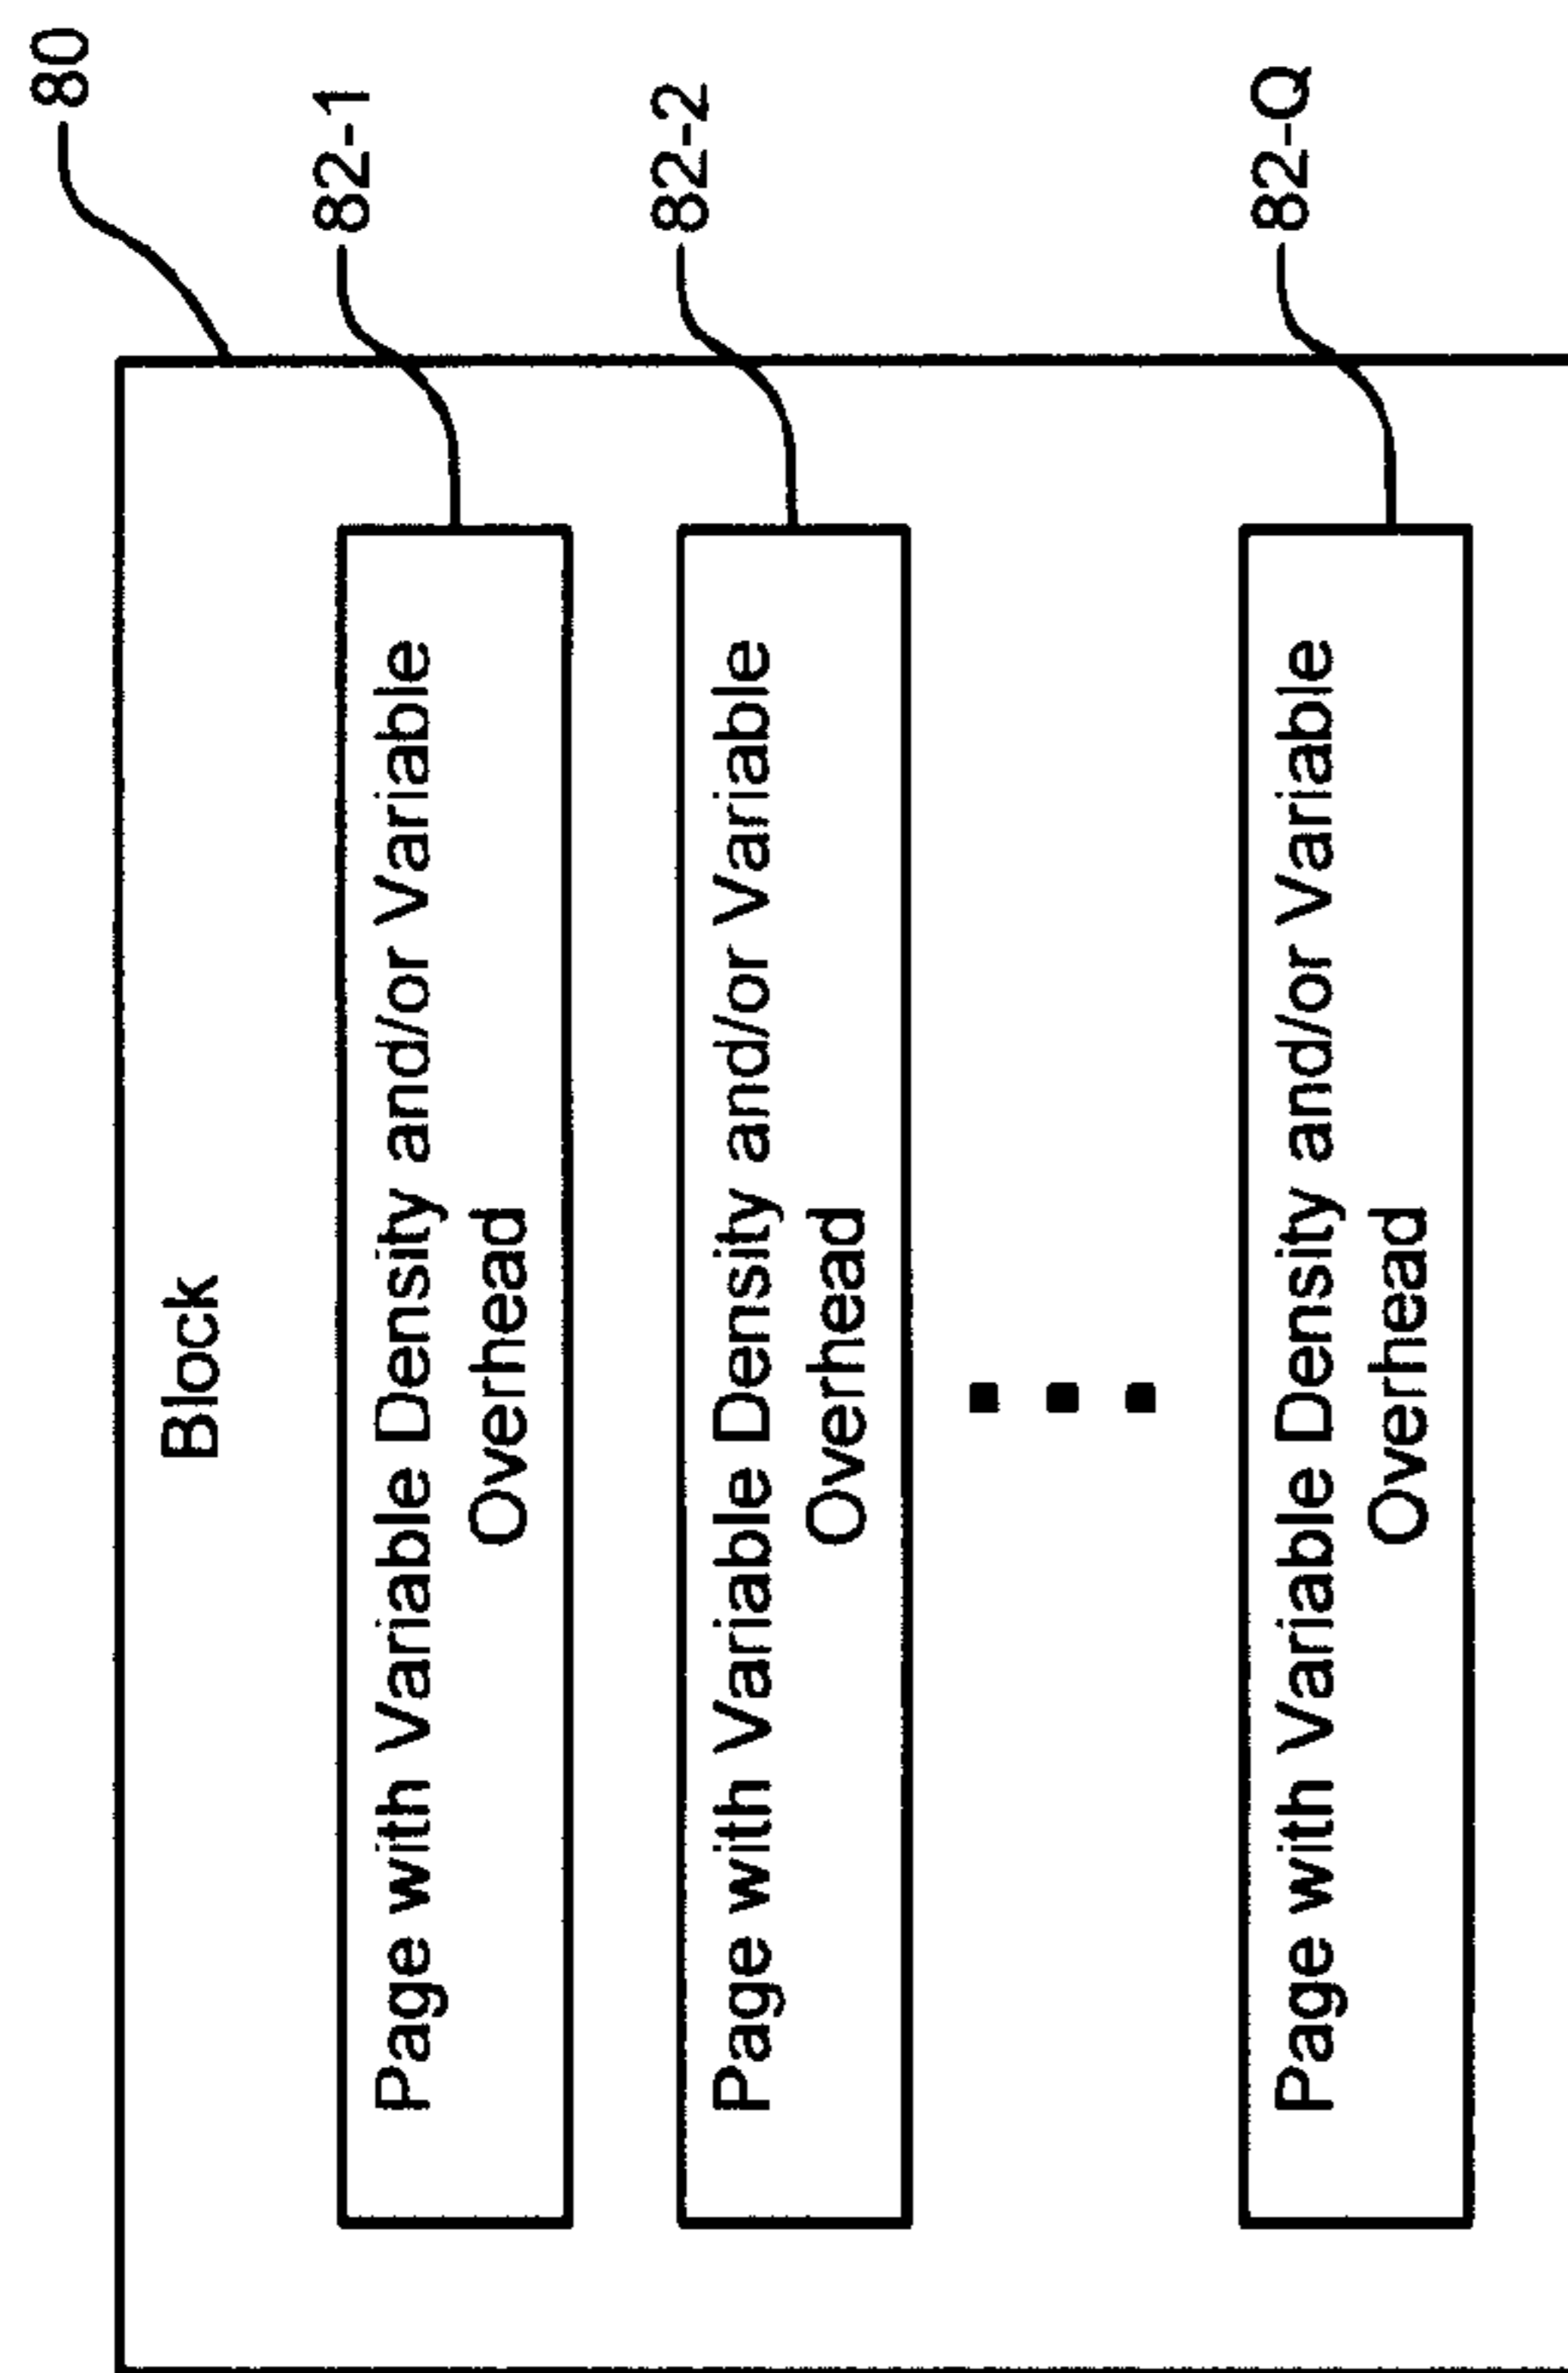 80
Block
82-1
Page with Variable Density and/or Variable
Overhead
82-2
Page with Variable Density and/or Variable
Overhead
82-Q
Page with Variable Density and/or Variable
Overhead